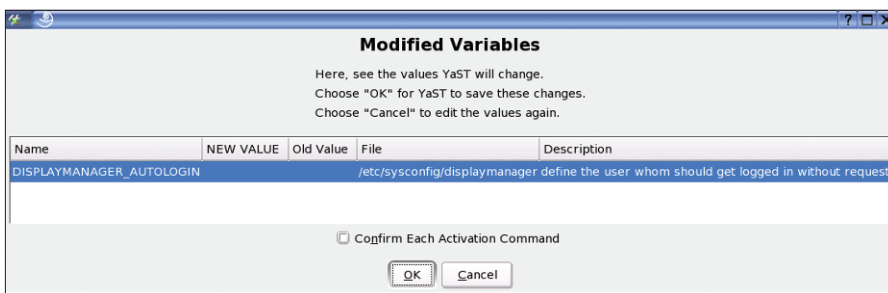 Modified Variables
Here, see the values YaST will change.
Choose "OK" for YaST to save these changes.
Choose "Cancel" to edit the values again.
Name NEW VALUE Old Value File Description
DISPLAYMANAGER_AUTOLOGIN /etc/sysconfig/displaymanager define the user whom should get logged in without request
Confirm Each Activation Command
OK Cancel